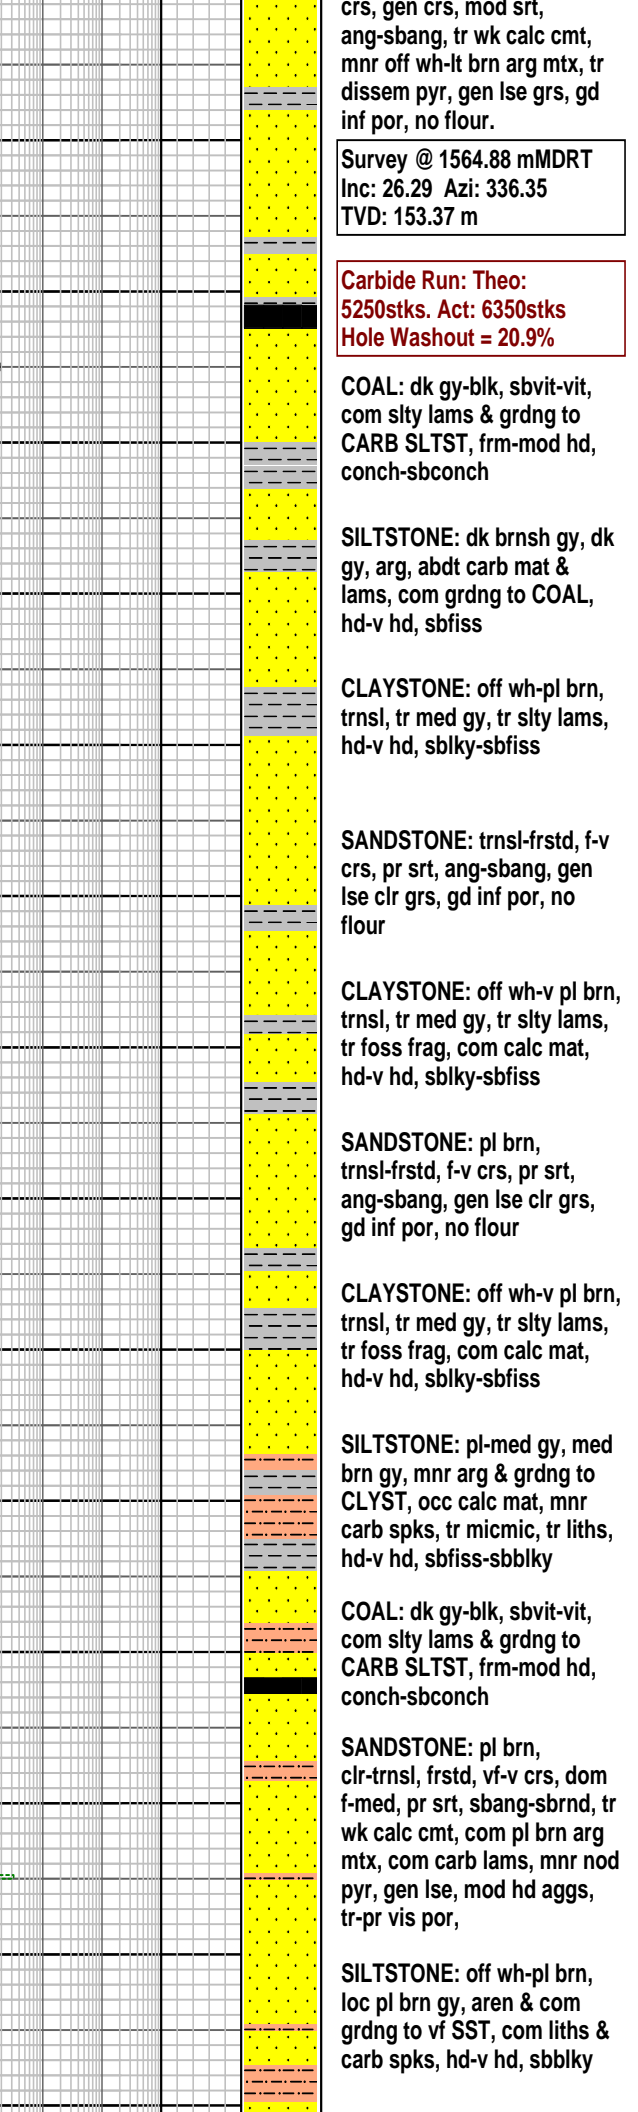 crs, gen crs, mod srt,
ang-sbang, tr wk calc cmt,
mnr off wh-lt brn arg mtx, tr
dissem pyr, gen lse grs, gd
inf por, no flour.
Survey @ 1564.88 mMDRT
Inc: 26.29 Azi: 336.35
TVD: 153.37 m
Carbide Run: Theo:
5250stks. Act: 6350stks
Hole Washout = 20.9%
COAL: dk gy-blk, sbvit-vit,
com slty lams & grdng to
CARB SLTST, frm-mod hd,
conch-sbconch
SILTSTONE: dk brnsh gy, dk
gy, arg, abdt carb mat &
lams, com grdng to COAL,
hd-v hd, sbfiss
CLAYSTONE: off wh-pl brn,
trnsl, tr med gy, tr slty lams,
hd-v hd, sblky-sbfiss
SANDSTONE: trnsl-frstd, f-v
crs, pr srt, ang-sbang, gen
lse clr grs, gd inf por, no
flour
CLAYSTONE: off wh-v pl brn,
trnsl, tr med gy, tr slty lams,
tr foss frag, com calc mat,
hd-v hd, sblky-sbfiss
SANDSTONE: pl brn,
trnsl-frstd, f-v crs, pr srt,
ang-sbang, gen lse clr grs,
gd inf por, no flour
CLAYSTONE: off wh-v pl brn,
trnsl, tr med gy, tr slty lams,
tr foss frag, com calc mat,
hd-v hd, sblky-sbfiss
SILTSTONE: pl-med gy, med
brn gy, mnr arg & grdng to
CLYST, occ calc mat, mnr
carb spks, tr micmic, tr liths,
hd-v hd, sbfiss-sbblky
COAL: dk gy-blk, sbvit-vit,
com slty lams & grdng to
CARB SLTST, frm-mod hd,
conch-sbconch
SANDSTONE: pl brn,
clr-trnsl, frstd, vf-v crs, dom
f-med, pr srt, sbang-sbrnd, tr
wk calc cmt, com pl brn arg
mtx, com carb lams, mnr nod
pyr, gen lse, mod hd aggs,
tr-pr vis por,
SILTSTONE: off wh-pl brn,
loc pl brn gy, aren & com
grdng to vf SST, com liths &
carb spks, hd-v hd, sbblky